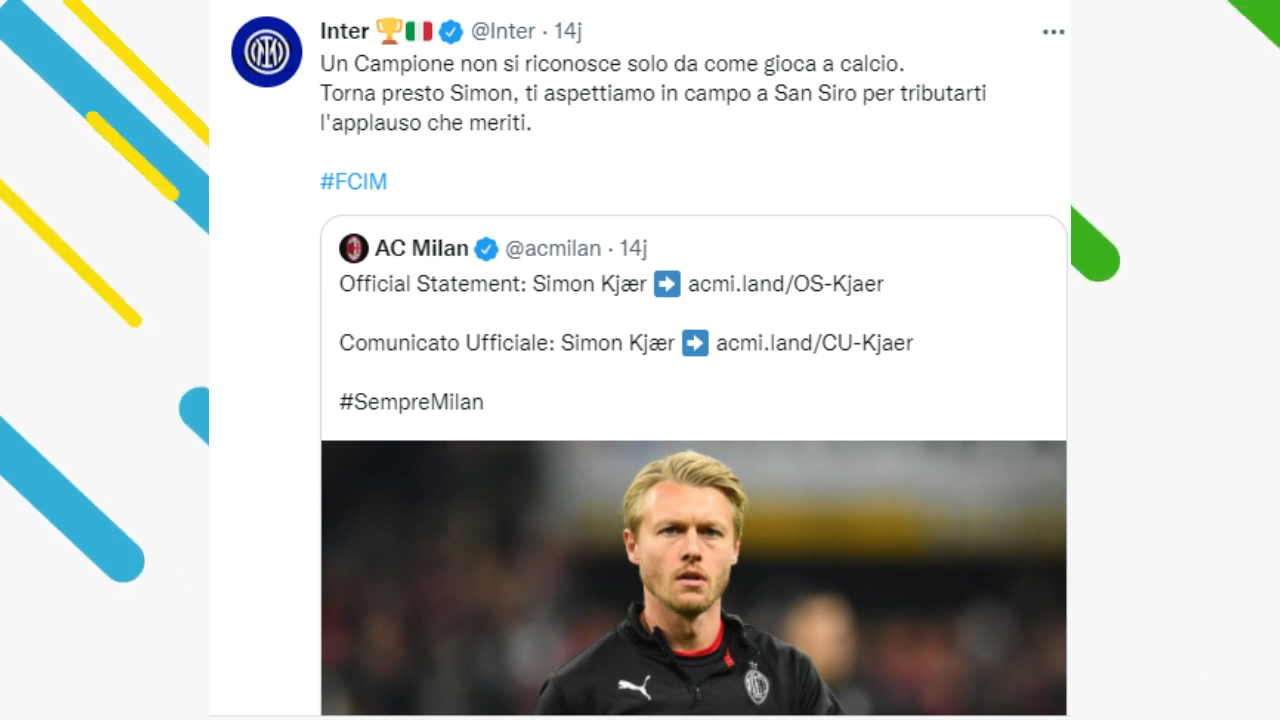 Inter 🏆🇮🇹 @Inter · 14j
Un Campione non si riconosce solo da come gioca a calcio.
Torna presto Simon, ti aspettiamo in campo a San Siro per tributarti
l'applauso che meriti.
#FCIM
AC Milan @acmilan · 14j
Official Statement: Simon Kjær ➡️ acmi.land/OS-Kjaer
Comunicato Ufficiale: Simon Kjær ➡️ acmi.land/CU-Kjaer
#SempreMilan